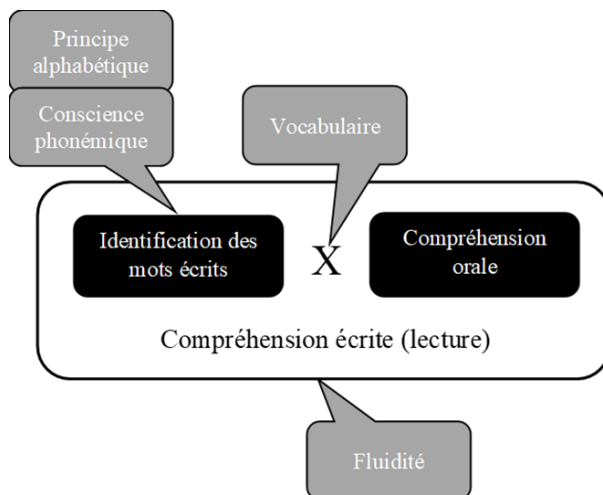 Principe
alphabétique
Conscience
phonémique
Vocabulaire
Identification des
mots écrits
X
Compréhension
orale
Compréhension écrite (lecture)
Fluidité